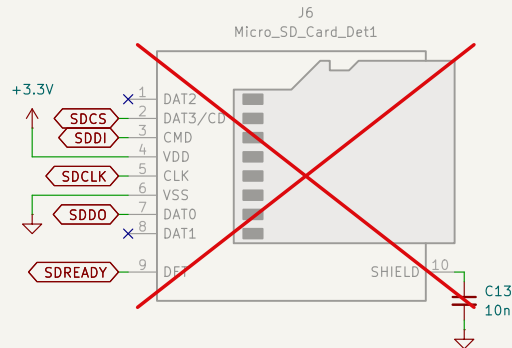 J6
Micro_SD_Card_Det1
+3.3V
1 DAT2
SDCS 2 DAT3/CD
SDDI 3 CMD
4 VDD
SDCLK 5 CLK
6 VSS
SDDO 7 DAT0
8 DAT1
SDREADY 9 DET
SHIELD 10
C13
10n